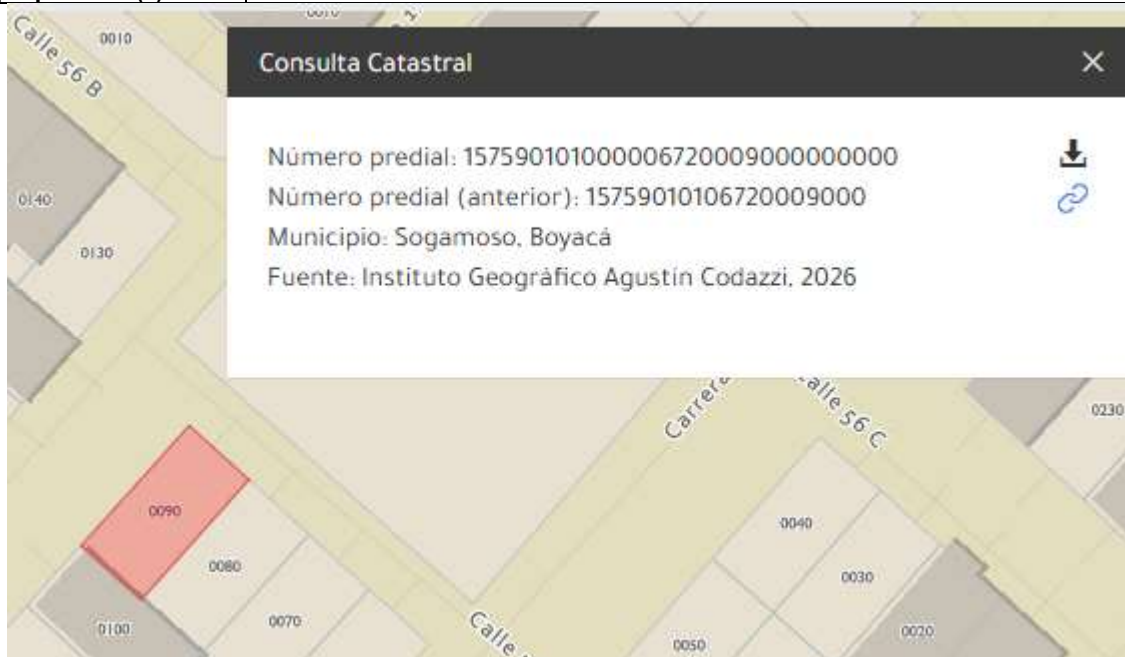 0010
Calle 56 B
Consulta Catastral
Número predial: 157590101000006720009000000000
Número predial (anterior): 15759010106720009000
Municipio: Sogamoso, Boyacá
Fuente: Instituto Geográfico Agustín Codazzi, 2026
0140
0130
Carrera
Calle 56 C
0230
0090
0040
0080
0030
0100
0070
Calle
0050
0020